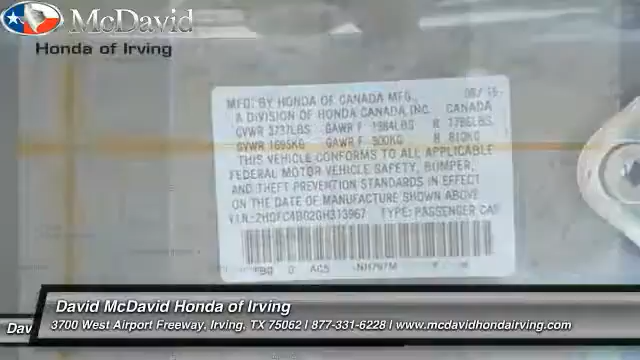 McDavid
Honda of Irving
MFD. BY HONDA OF CANADA MFG.,
A DIVISION OF HONDA CANADA, INC. CANADA
GVWR 3737LBS GAWR F 1984LBS R 1786LBS
GVWR 1695KG GAWR F 900KG R 810KG
THIS VEHICLE CONFORMS TO ALL APPLICABLE
FEDERAL MOTOR VEHICLE SAFETY, BUMPER,
AND THEFT PREVENTION STANDARDS IN EFFECT
ON THE DATE OF MANUFACTURE SHOWN ABOVE
V.I.N.: TYPE: PASSENGER CAR
NH797M
David McDavid Honda of Irving
Dav
3700 West Airport Freeway, Irving, TX 75062 I 877-331-6228 I www.mcdavidhondairving.com